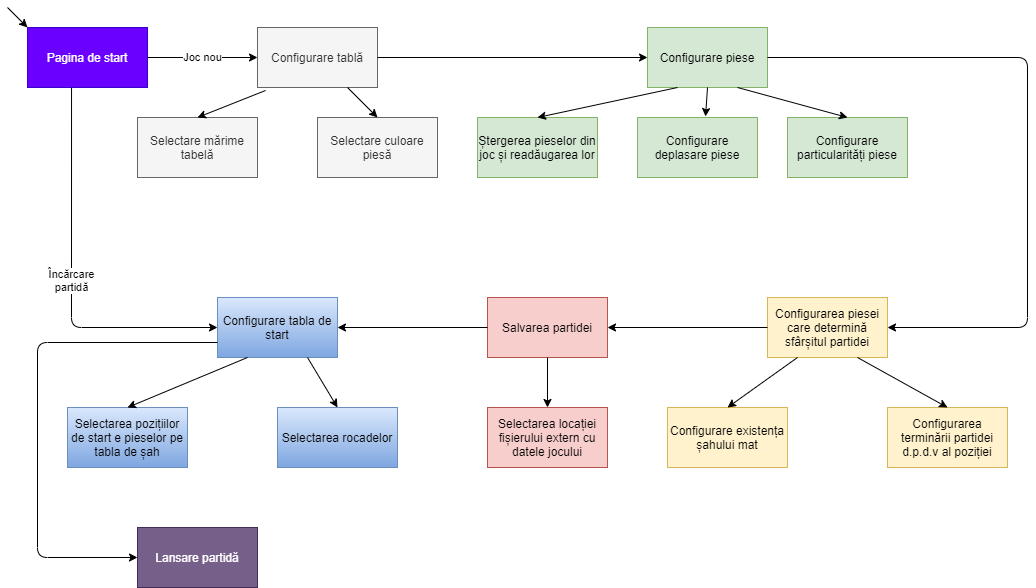 Pagina de start
Joc nou
Configurare tablă
Configurare piese
Selectare mărime
tabelă
Selectare culoare
piesă
Ștergerea pieselor din
joc și readăugarea lor
Configurare
deplasare piese
Configurare
particularități piese
Încărcare
partidă
Configurare tabla de
start
Salvarea partidei
Configurarea piesei
care determină
sfârșitul partidei
Selectarea pozițiilor
de start e pieselor pe
tabla de șah
Selectarea rocadelor
Selectarea locației
fișierului extern cu
datele jocului
Configurare existența
șahului mat
Configurarea
terminării partidei
d.p.d.v al poziției
Lansare partidă